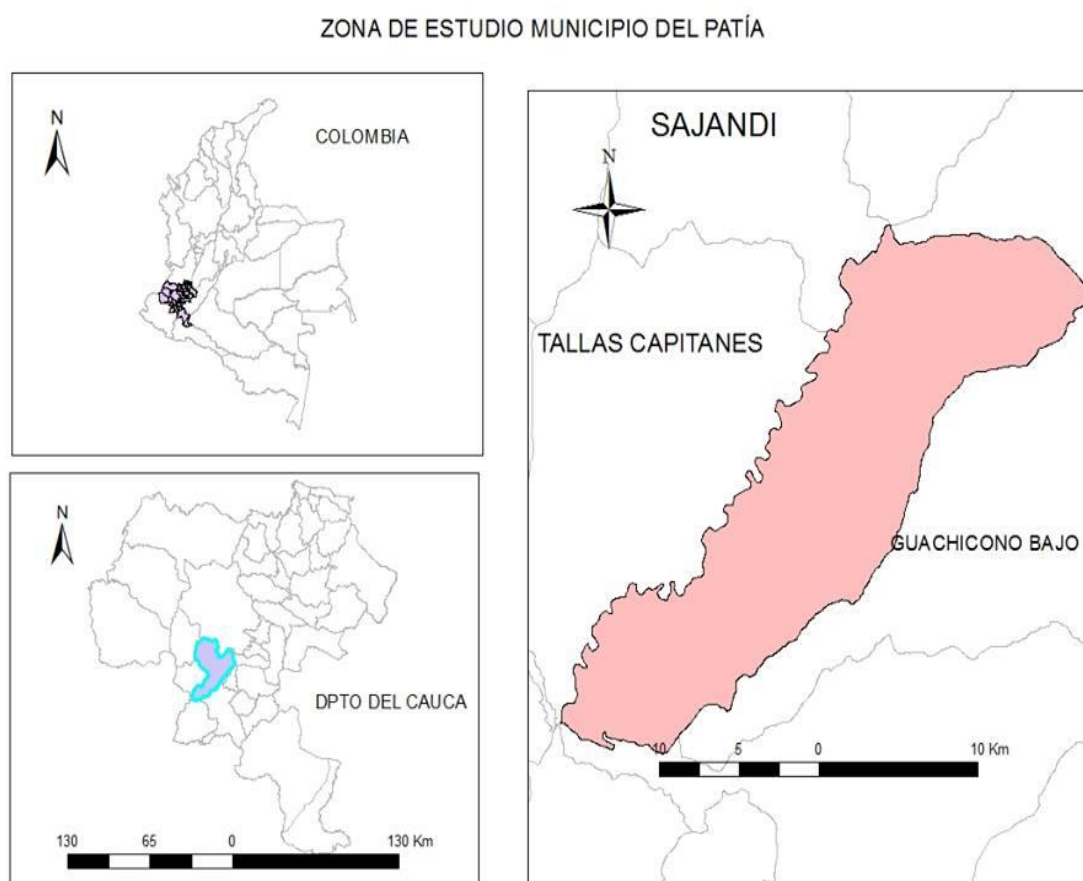 ZONA DE ESTUDIO MUNICIPIO DEL PATÍA
N
COLOMBIA
N
DPTO DEL CAUCA
130 65 0 130 Km
SAJANDI
N
TALLAS CAPITANES
GUACHICONO BAJO
10 5 0 10 Km